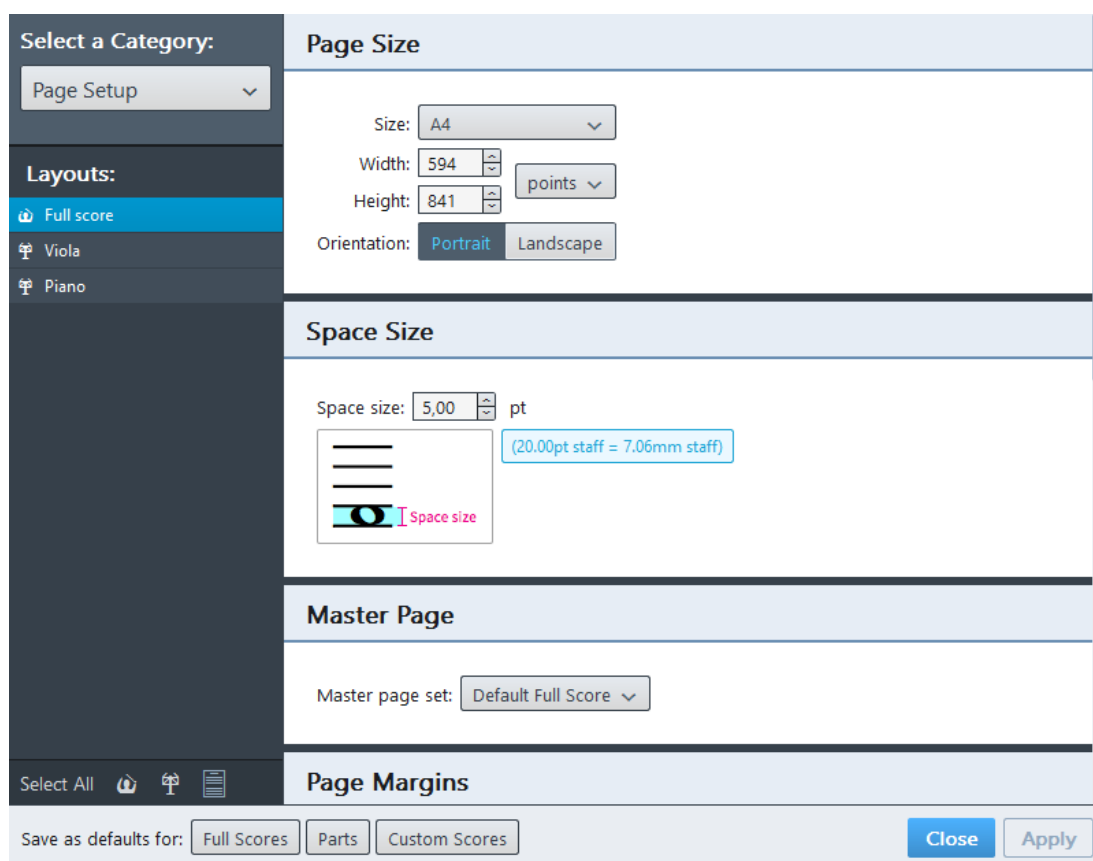 Select a Category:
Page Setup
Layouts:
Full score
Viola
Piano
Select All
Page Size
Size: A4
Width: 594
points
Height: 841
Orientation: Portrait Landscape
Space Size
Space size: 5,00 pt
(20.00pt staff = 7.06mm staff)
Space size
Master Page
Master page set: Default Full Score
Page Margins
Save as defaults for: Full Scores Parts Custom Scores Close Apply